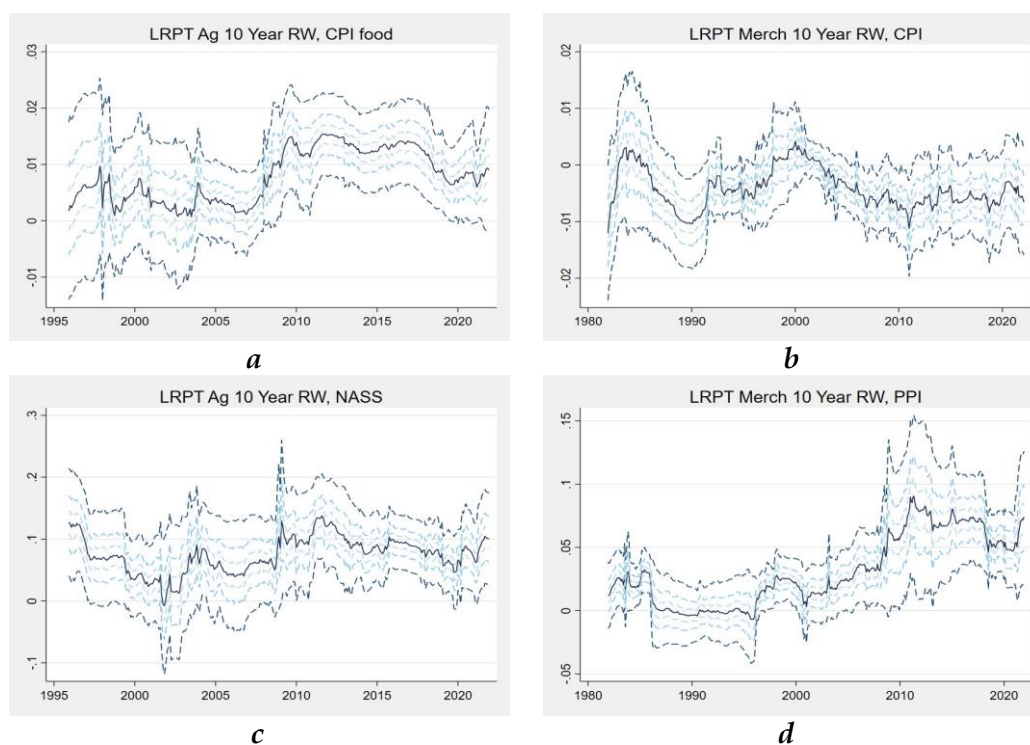 LRPT Ag 10 Year RW, CPI food
.03
.02
.01
0
-.01
1995 2000 2005 2010 2015 2020
a
LRPT Merch 10 Year RW, CPI
.02
.01
0
-.01
-.02
1980 1990 2000 2010 2020
b
LRPT Ag 10 Year RW, NASS
.3
.2
.1
0
-.1
1995 2000 2005 2010 2015 2020
c
LRPT Merch 10 Year RW, PPI
.15
.1
.05
0
-.05
1980 1990 2000 2010 2020
d